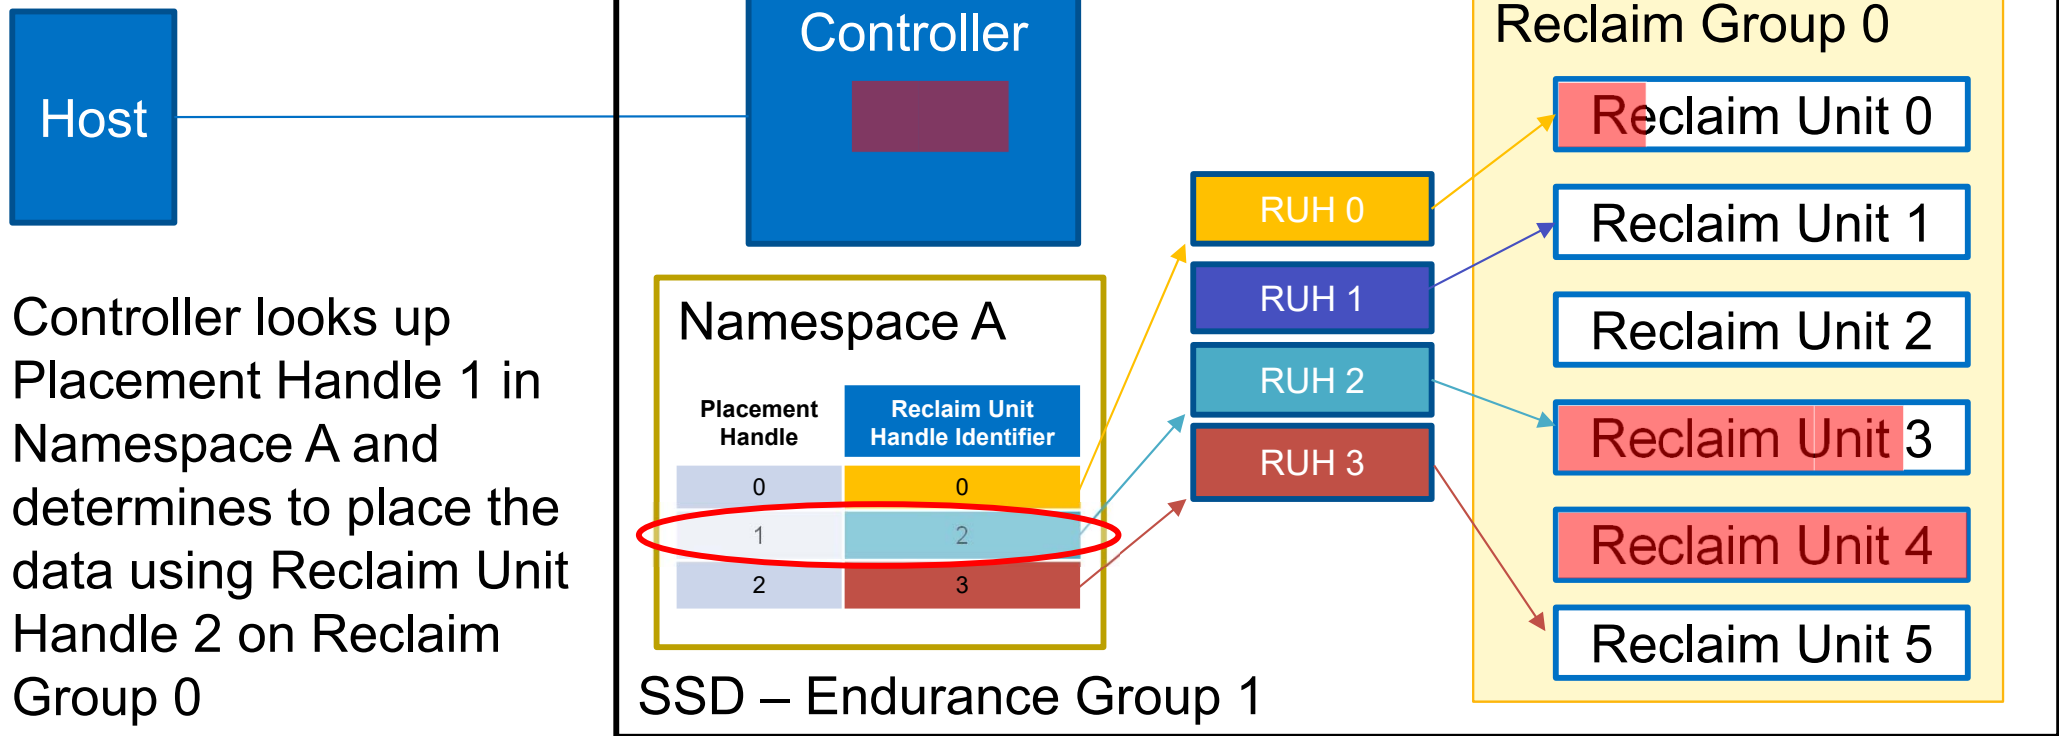 Host
Controller
Controller looks up
Placement Handle 1 in
Namespace A and
determines to place the
data using Reclaim Unit
Handle 2 on Reclaim
Group 0
Namespace A
Placement Handle
Reclaim Unit Handle Identifier
0 0
1 2
2 3
SSD – Endurance Group 1
RUH 0
RUH 1
RUH 2
RUH 3
Reclaim Group 0
Reclaim Unit 0
Reclaim Unit 1
Reclaim Unit 2
Reclaim Unit 3
Reclaim Unit 4
Reclaim Unit 5